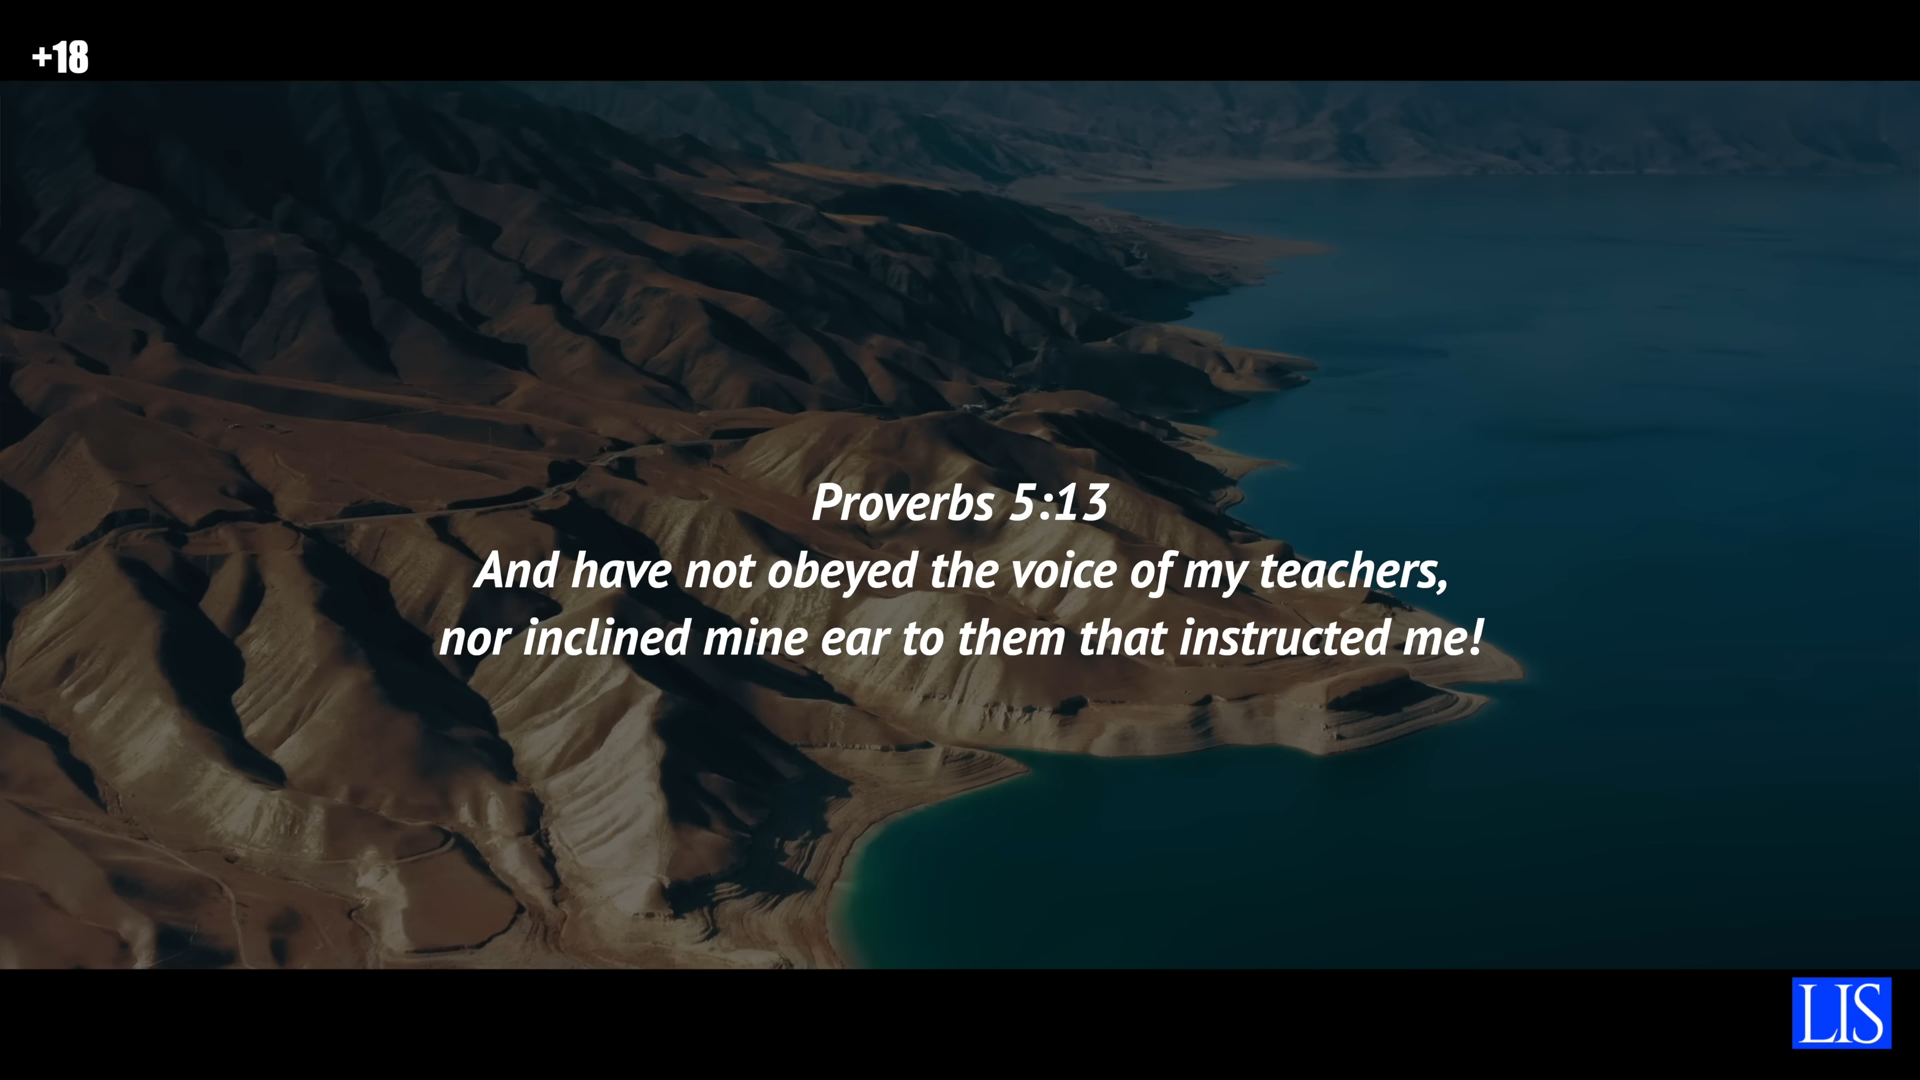 +18
Proverbs 5:13
And have not obeyed the voice of my teachers,
nor inclined mine ear to them that instructed me!
LIS